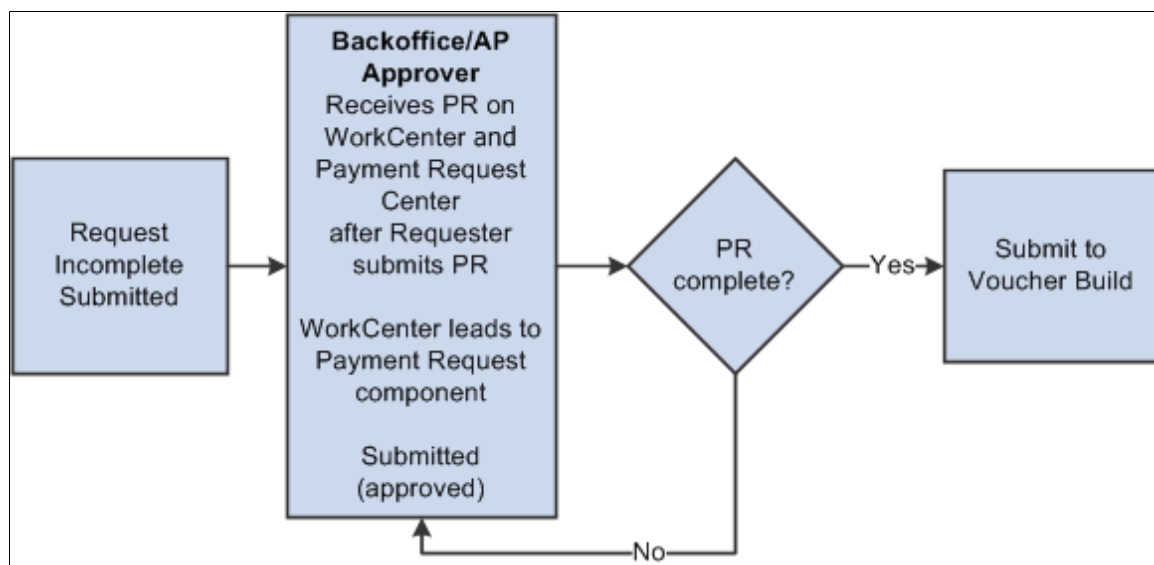 Request
Incomplete
Submitted
Backoffice/AP
Approver
Receives PR on
WorkCenter and
Payment Request
Center
after Requester
submits PR
WorkCenter leads to
Payment Request
component
Submitted
(approved)
PR
complete?
Yes
No
Submit to
Voucher Build